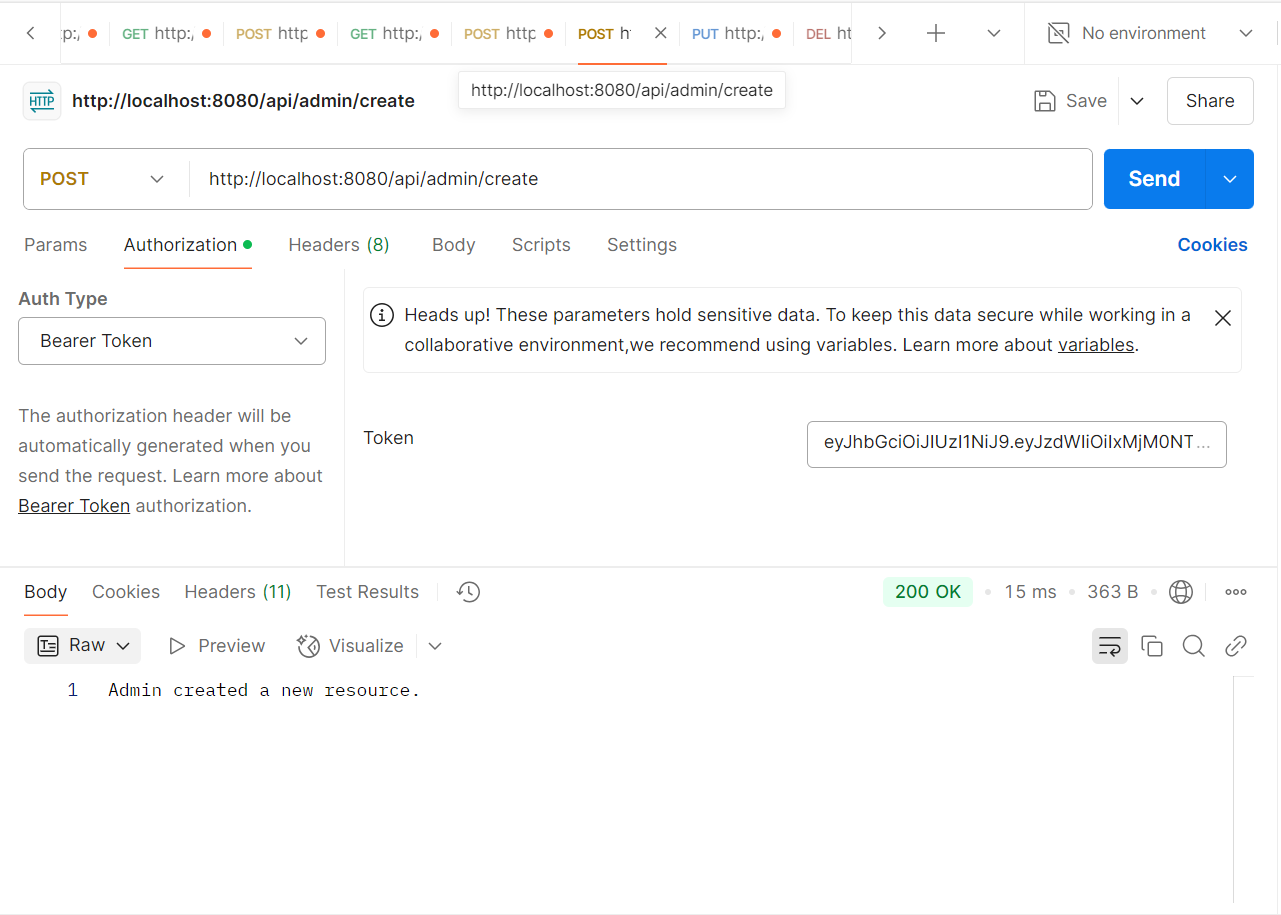 p:/ GET http:/ POST http GET http:/ POST http POST h PUT http:/ DEL ht No environment
HTTP http://localhost:8080/api/admin/create
http://localhost:8080/api/admin/create
Save Share
POST http://localhost:8080/api/admin/create Send
Params Authorization Headers (8) Body Scripts Settings Cookies
Auth Type
Bearer Token
The authorization header will be
automatically generated when you
send the request. Learn more about
Bearer Token authorization.
Heads up! These parameters hold sensitive data. To keep this data secure while working in a
collaborative environment,we recommend using variables. Learn more about variables.
Token eyJhbGciOiJIUzI1NiJ9.eyJzdWIiOiIxMjM0NT...
Body Cookies Headers (11) Test Results 200 OK 15 ms 363 B
Raw Preview Visualize
1 Admin created a new resource.